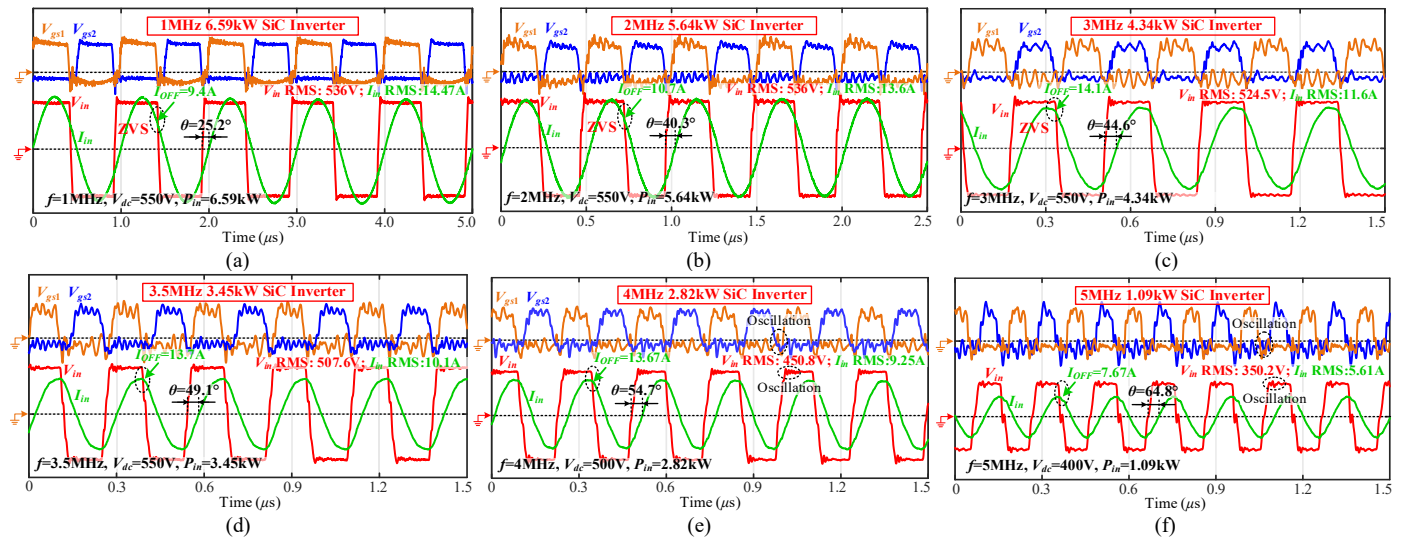 1MHz 6.59kW SiC Inverter
Vgs1 Vgs2
IOFF=9.4A
Vin RMS: 536V; Iin RMS:14.47A
Vin
ZVS
θ=25.2°
Iin
f=1MHz, Vdc=550V, Pin=6.59kW
0 1.0 2.0 3.0 4.0 5.0
Time (μs)
(a)
2MHz 5.64kW SiC Inverter
Vgs1 Vgs2
IOFF=10.7A
Vin RMS: 536V; Iin RMS:13.6A
Vin
ZVS
θ=40.3°
Iin
f=2MHz, Vdc=550V, Pin=5.64kW
0 0.5 1.0 1.5 2.0 2.5
Time (μs)
(b)
3MHz 4.34kW SiC Inverter
Vgs1 Vgs2
IOFF=14.1A
Vin RMS: 524.5V; Iin RMS:11.6A
Vin
ZVS
θ=44.6°
Iin
f=3MHz, Vdc=550V, Pin=4.34kW
0 0.3 0.6 0.9 1.2 1.5
Time (μs)
(c)
3.5MHz 3.45kW SiC Inverter
Vgs1 Vgs2
IOFF=13.7A
Vin RMS: 507.6V; Iin RMS:10.1A
Vin
θ=49.1°
Iin
f=3.5MHz, Vdc=550V, Pin=3.45kW
0 0.3 0.6 0.9 1.2 1.5
Time (μs)
(d)
4MHz 2.82kW SiC Inverter
Vgs1 Vgs2
Oscillation
IOFF=13.67A
Vin RMS: 450.8V; Iin RMS:9.25A
Vin
Oscillation
θ=54.7°
Iin
f=4MHz, Vdc=500V, Pin=2.82kW
0 0.3 0.6 0.9 1.2 1.5
Time (μs)
(e)
5MHz 1.09kW SiC Inverter
Vgs1 Vgs2
Oscillation
IOFF=7.67A
Vin RMS: 350.2V; Iin RMS:5.61A
Vin
Oscillation
θ=64.8°
Iin
f=5MHz, Vdc=400V, Pin=1.09kW
0 0.3 0.6 0.9 1.2 1.5
Time (μs)
(f)